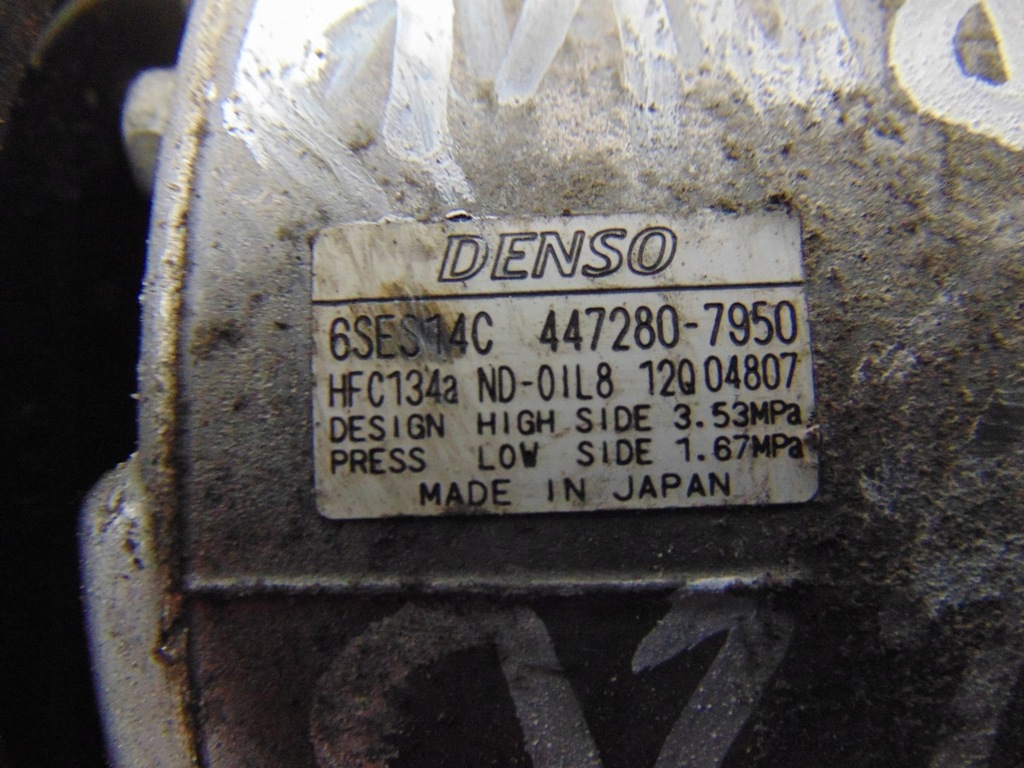 DENSO
6SES14C 447280-7950
HFC134a ND-OIL8 12Q04807
DESIGN HIGH SIDE 3.53MPa
PRESS LOW SIDE 1.67MPa
MADE IN JAPAN